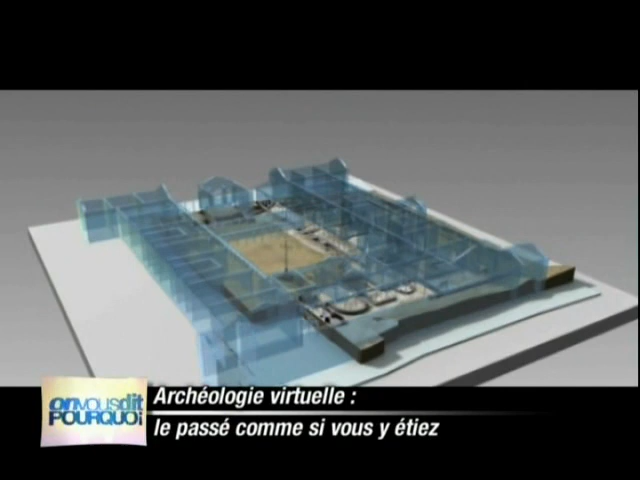 onvousdit
POURQUOI
Archéologie virtuelle :
le passé comme si vous y étiez